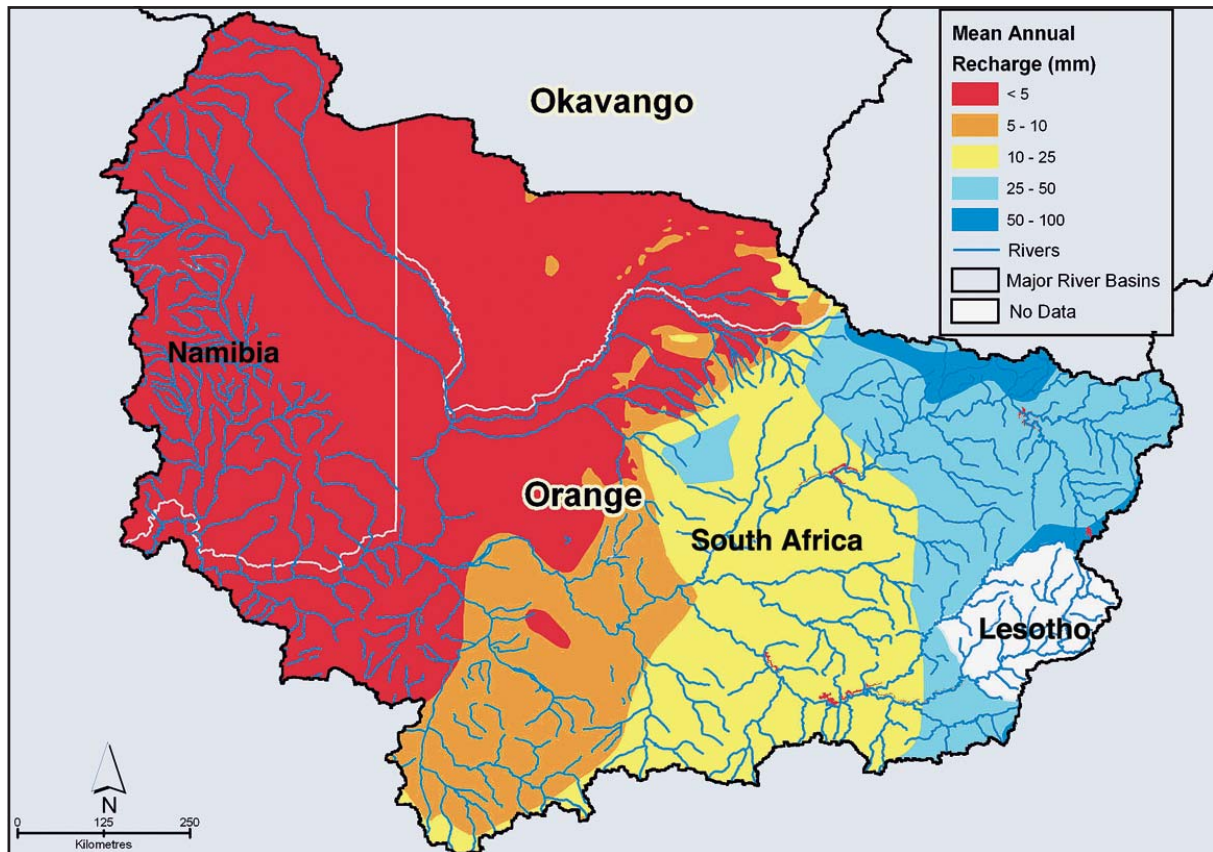 Okavango
Mean Annual
Recharge (mm)
< 5
5 - 10
10 - 25
25 - 50
50 - 100
Rivers
Major River Basins
No Data
Namibia
Orange
South Africa
Lesotho
N
0 125 250
Kilometres